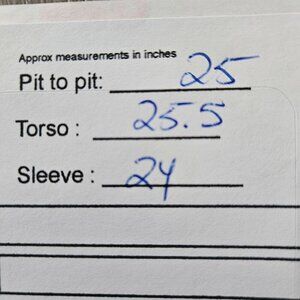 Approx measurements in inches
Pit to pit: 25
Torso : 25.5
Sleeve : 24